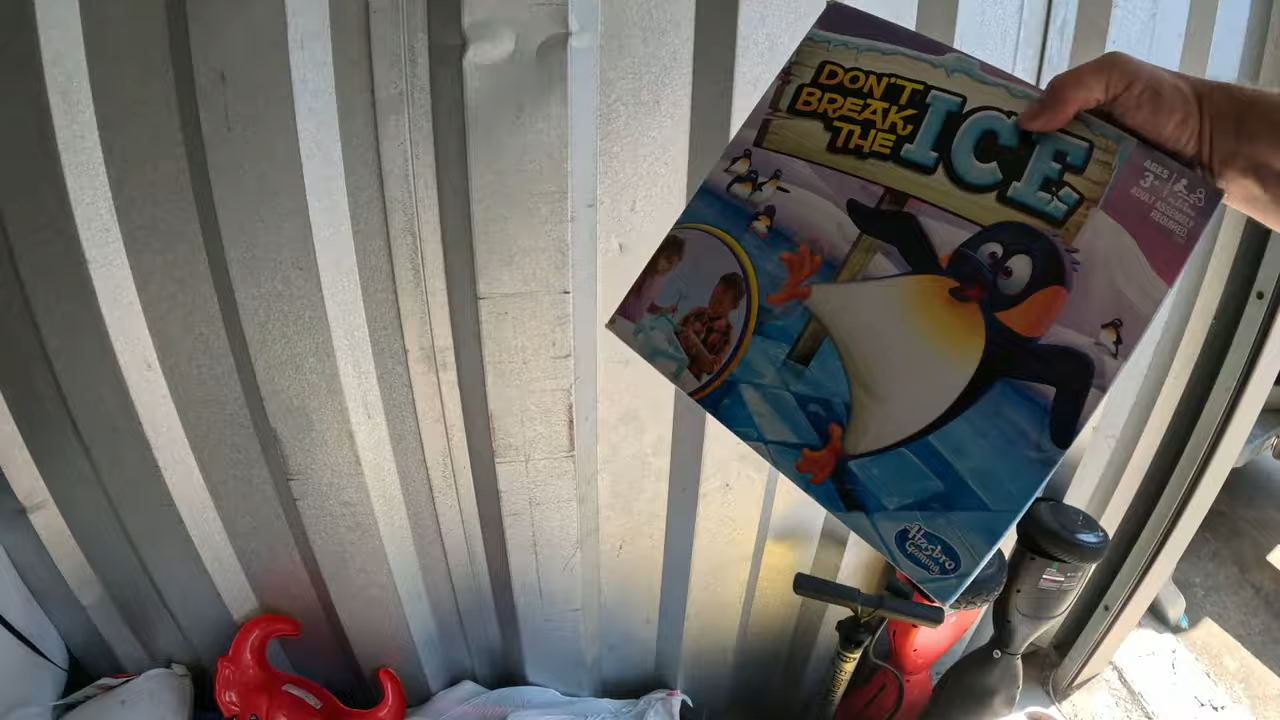 DON'T
BREAK
THE
ICE
AGES
3+
ADULT ASSEMBLY
REQUIRED
Hasbro
Gaming